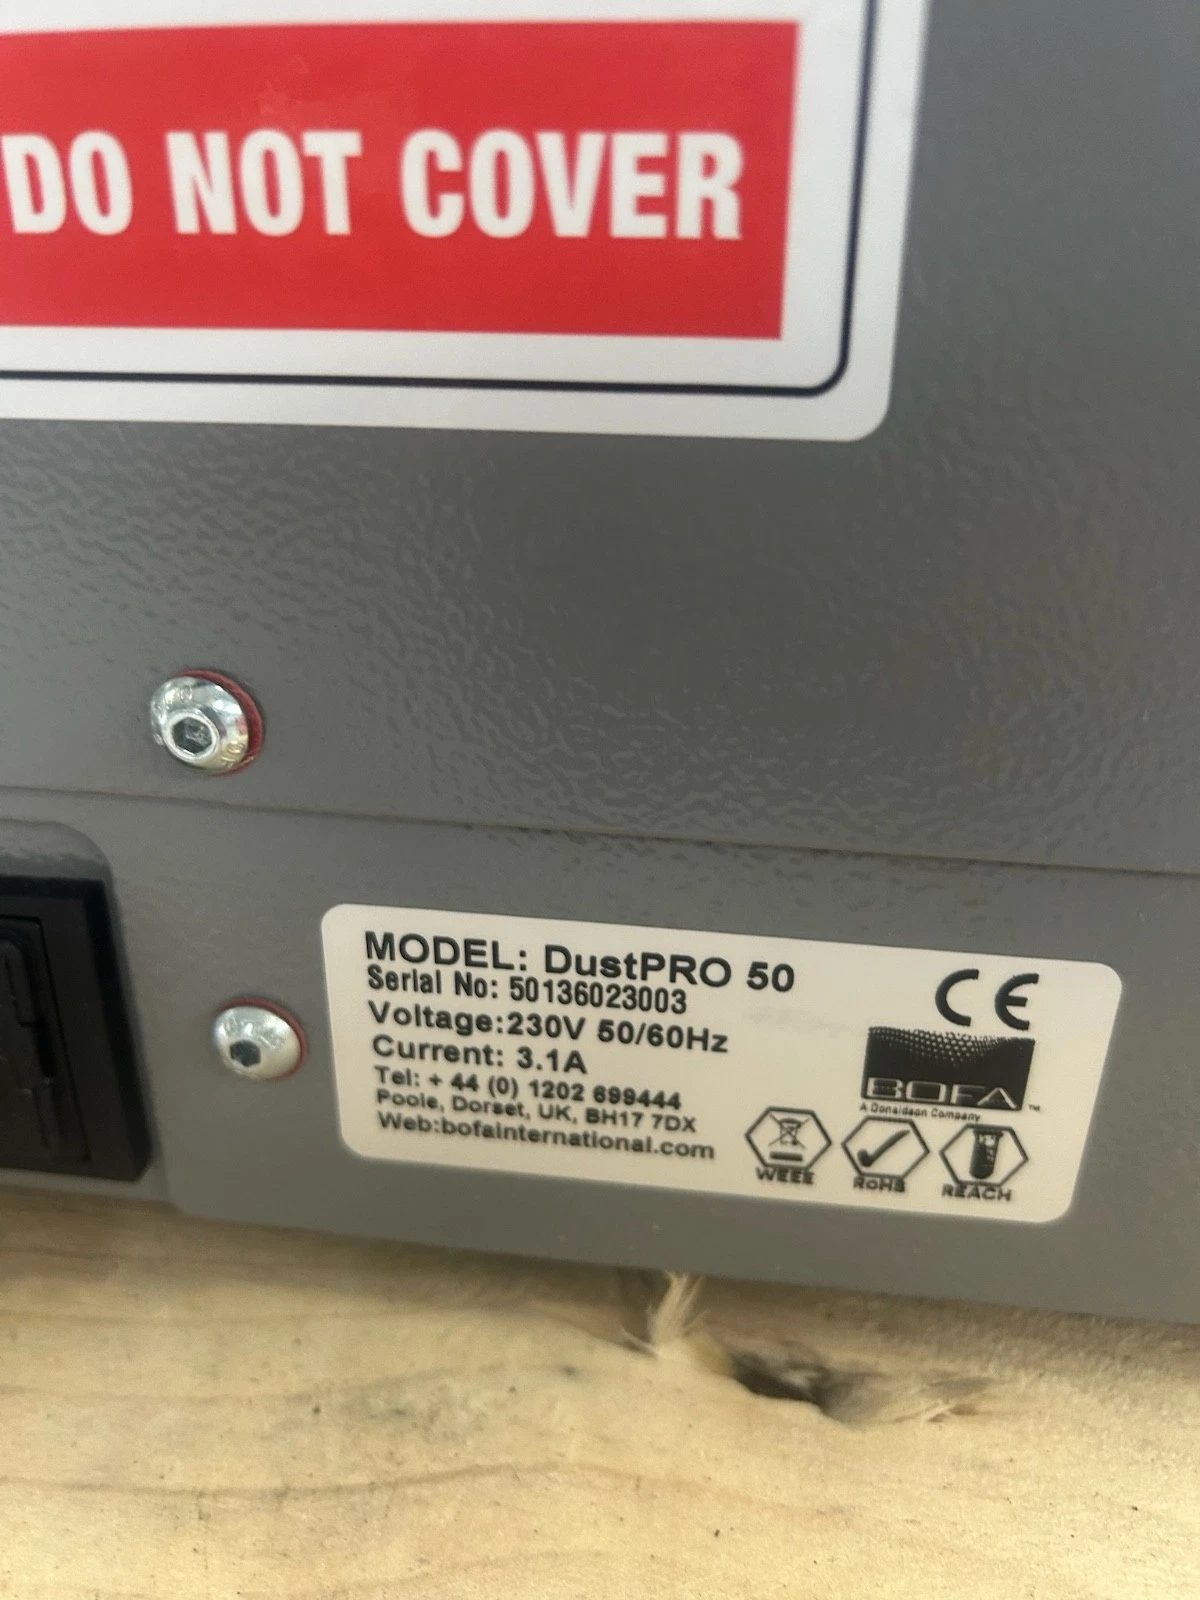 DO NOT COVER
MODEL: DustPRO 50
Serial No: 50136023003
Voltage:230V 50/60Hz
Current: 3.1A
Tel: + 44 (0) 1202 699444
Poole, Dorset, UK, BH17 7DX
Web:bofainternational.com
CE
BOFA™
A Donaldson Company
WEEE
RoHS
REACH